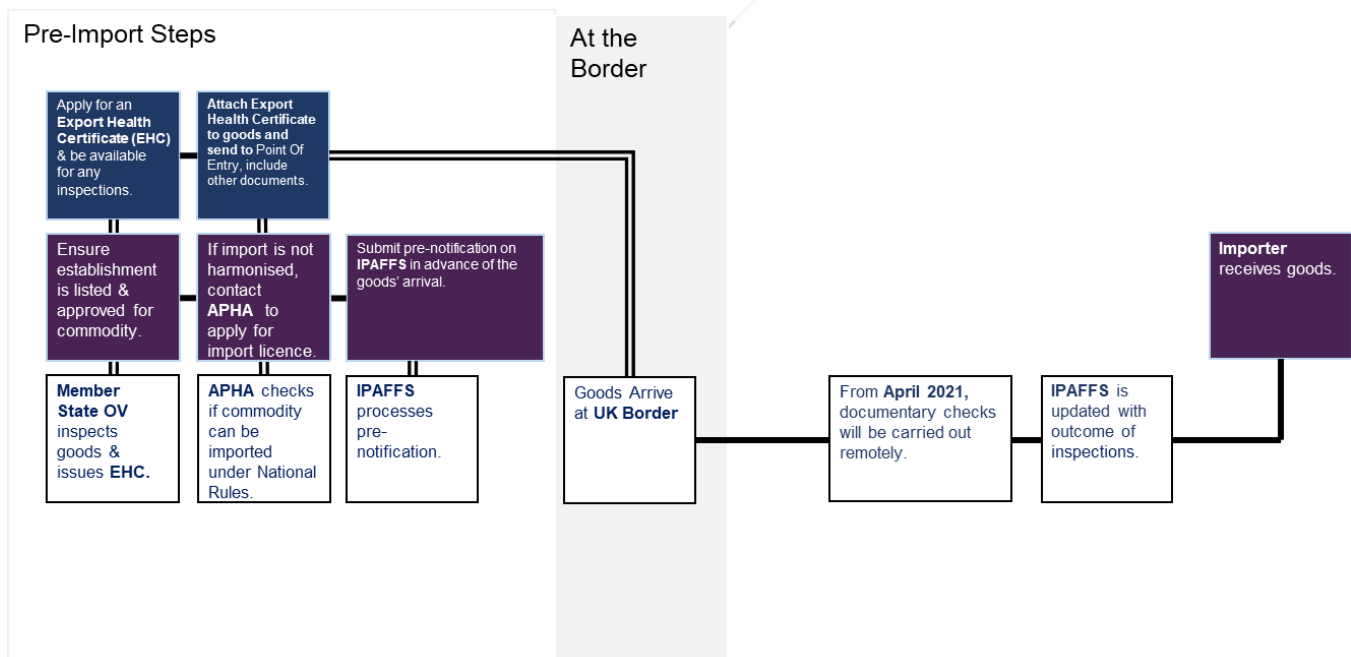 Pre-Import Steps
At the
Border
Apply for an
Export Health
Certificate (EHC)
& be available
for any
inspections.
Attach Export
Health Certificate
to goods and
send to Point Of
Entry, include
other documents.
Ensure
establishment
is listed &
approved for
commodity.
If import is not
harmonised,
contact
APHA to
apply for
import licence.
Submit pre-notification on
IPAFFS in advance of the
goods' arrival.
Importer
receives goods.
Member
State OV
inspects
goods &
issues EHC.
APHA checks
if commodity
can be
imported
under National
Rules.
IPAFFS
processes
pre-
notification.
Goods Arrive
at UK Border
From April 2021,
documentary checks
will be carried out
remotely.
IPAFFS is
updated with
outcome of
inspections.